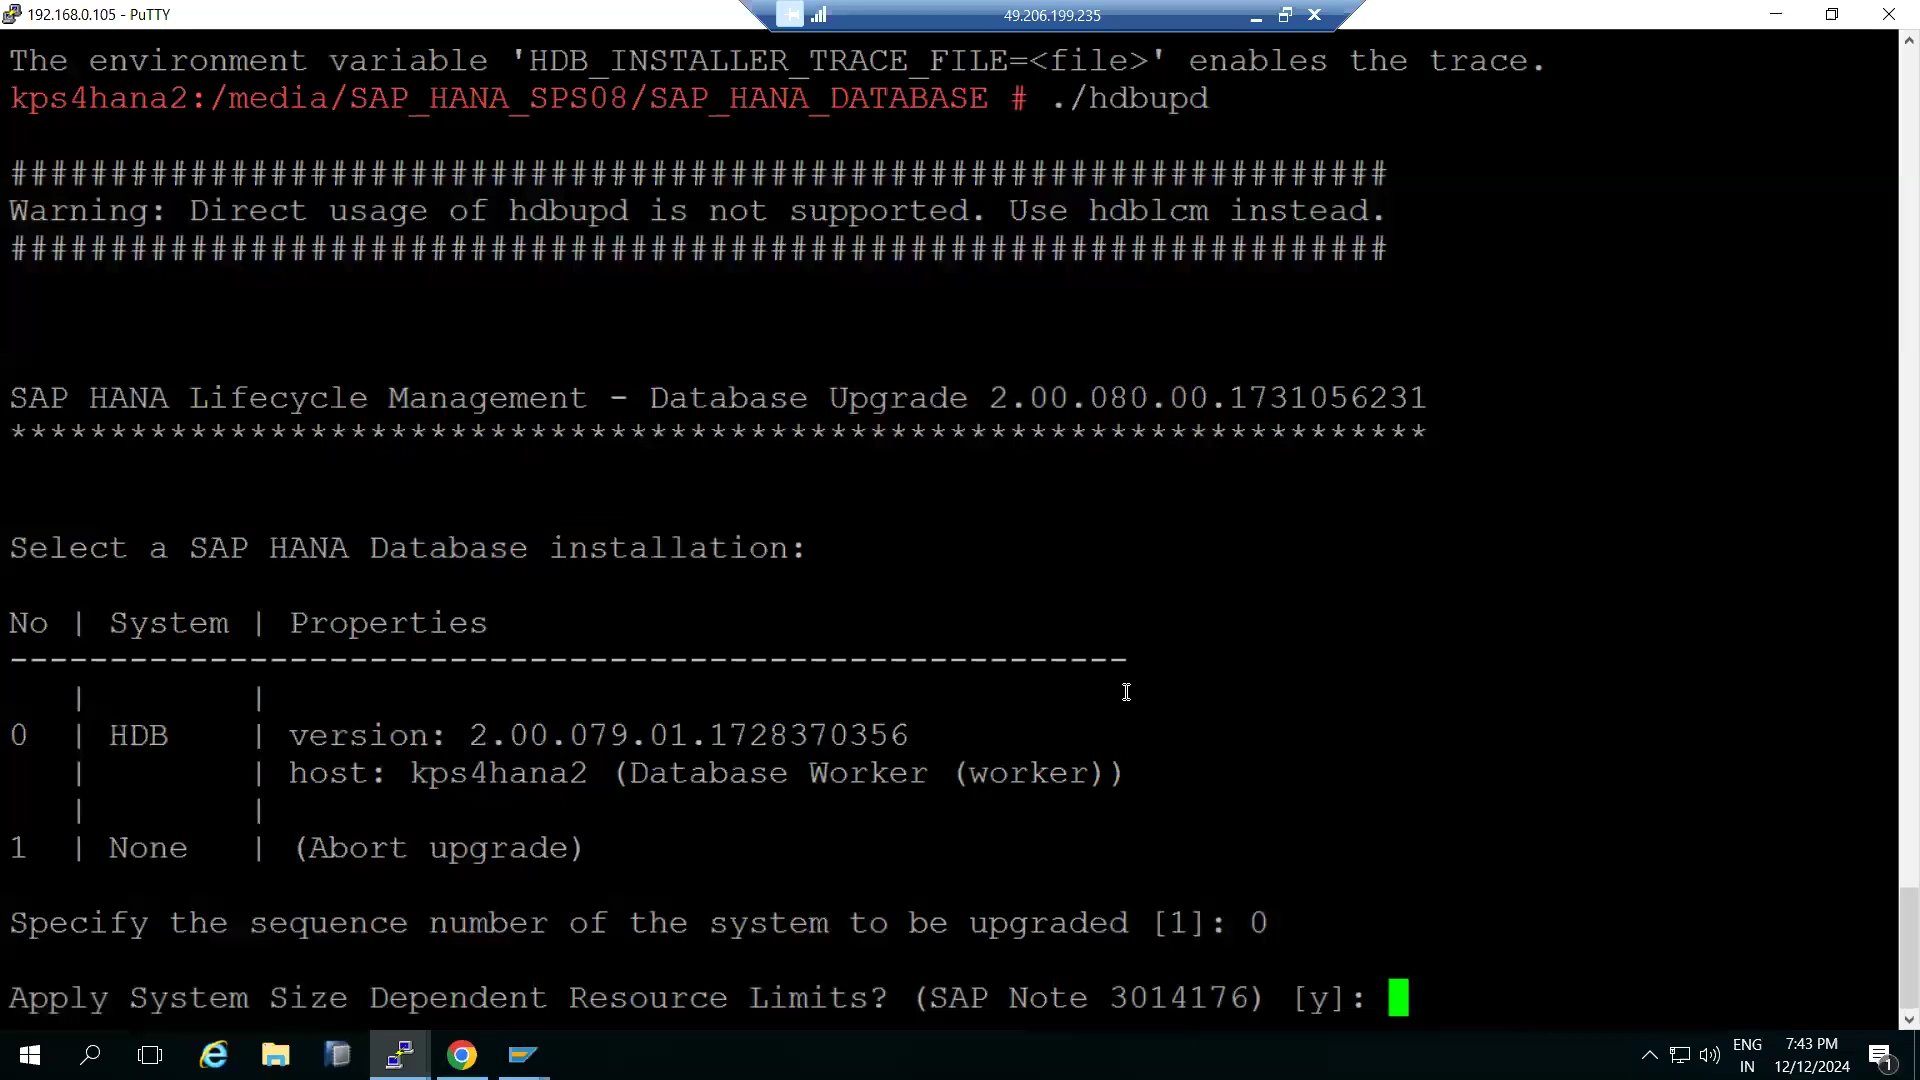 192.168.0.105 - PuTTY
49.206.199.235
The environment variable 'HDB_INSTALLER_TRACE_FILE=<file>' enables the trace.
kps4hana2:/media/SAP_HANA_SPS08/SAP_HANA_DATABASE # ./hdbupd
#####################################################################
Warning: Direct usage of hdbupd is not supported. Use hdblcm instead.
#####################################################################
SAP HANA Lifecycle Management - Database Upgrade 2.00.080.00.1731056231
***********************************************************************
Select a SAP HANA Database installation:
No | System | Properties
--------------------------------------------------------
| |
0 | HDB | version: 2.00.079.01.1728370356
| | host: kps4hana2 (Database Worker (worker))
| |
1 | None | (Abort upgrade)
Specify the sequence number of the system to be upgraded [1]: 0
Apply System Size Dependent Resource Limits? (SAP Note 3014176) [y]:
ENG
IN
7:43 PM
12/12/2024
1